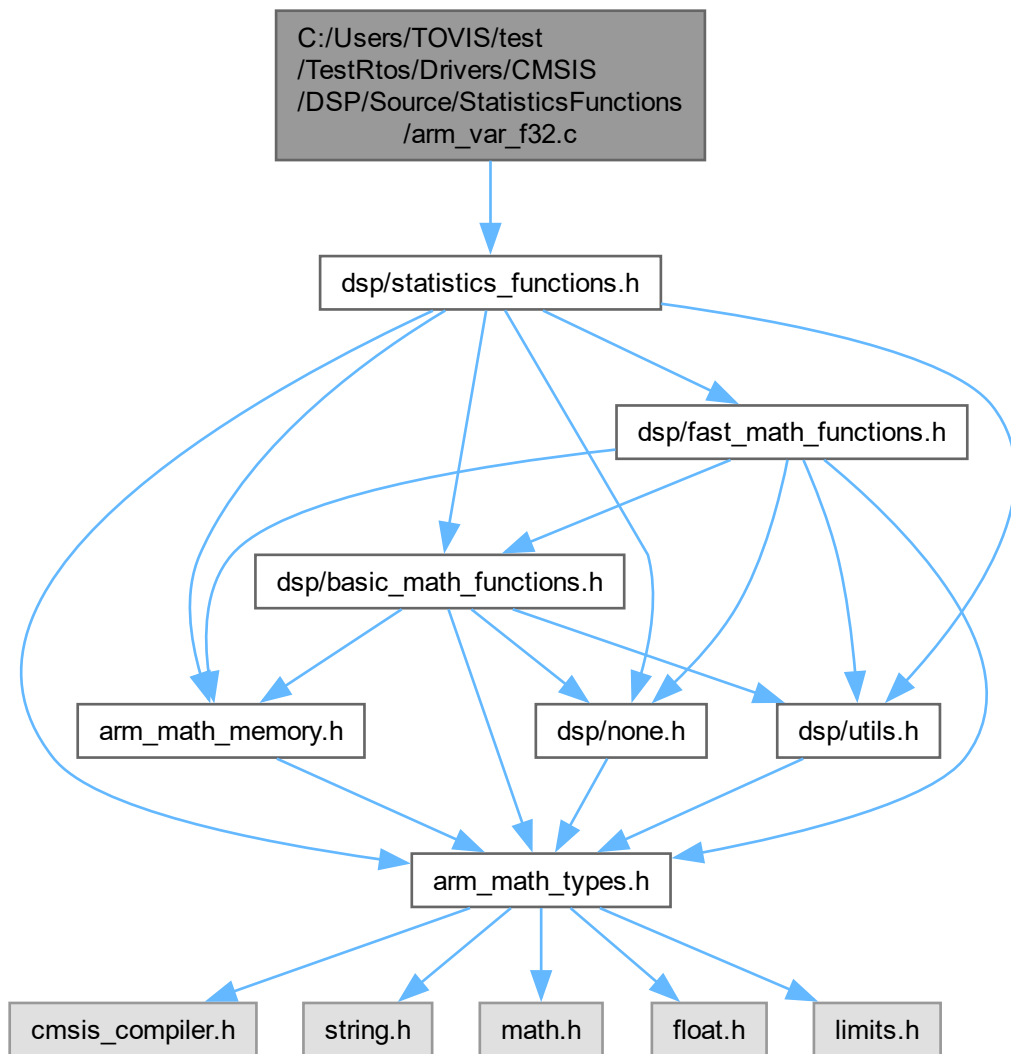 C:/Users/TOVIS/test
/TestRtos/Drivers/CMSIS
/DSP/Source/StatisticsFunctions
/arm_var_f32.c
dsp/statistics_functions.h
dsp/fast_math_functions.h
dsp/basic_math_functions.h
arm_math_memory.h
dsp/none.h
dsp/utils.h
arm_math_types.h
cmsis_compiler.h
string.h
math.h
float.h
limits.h